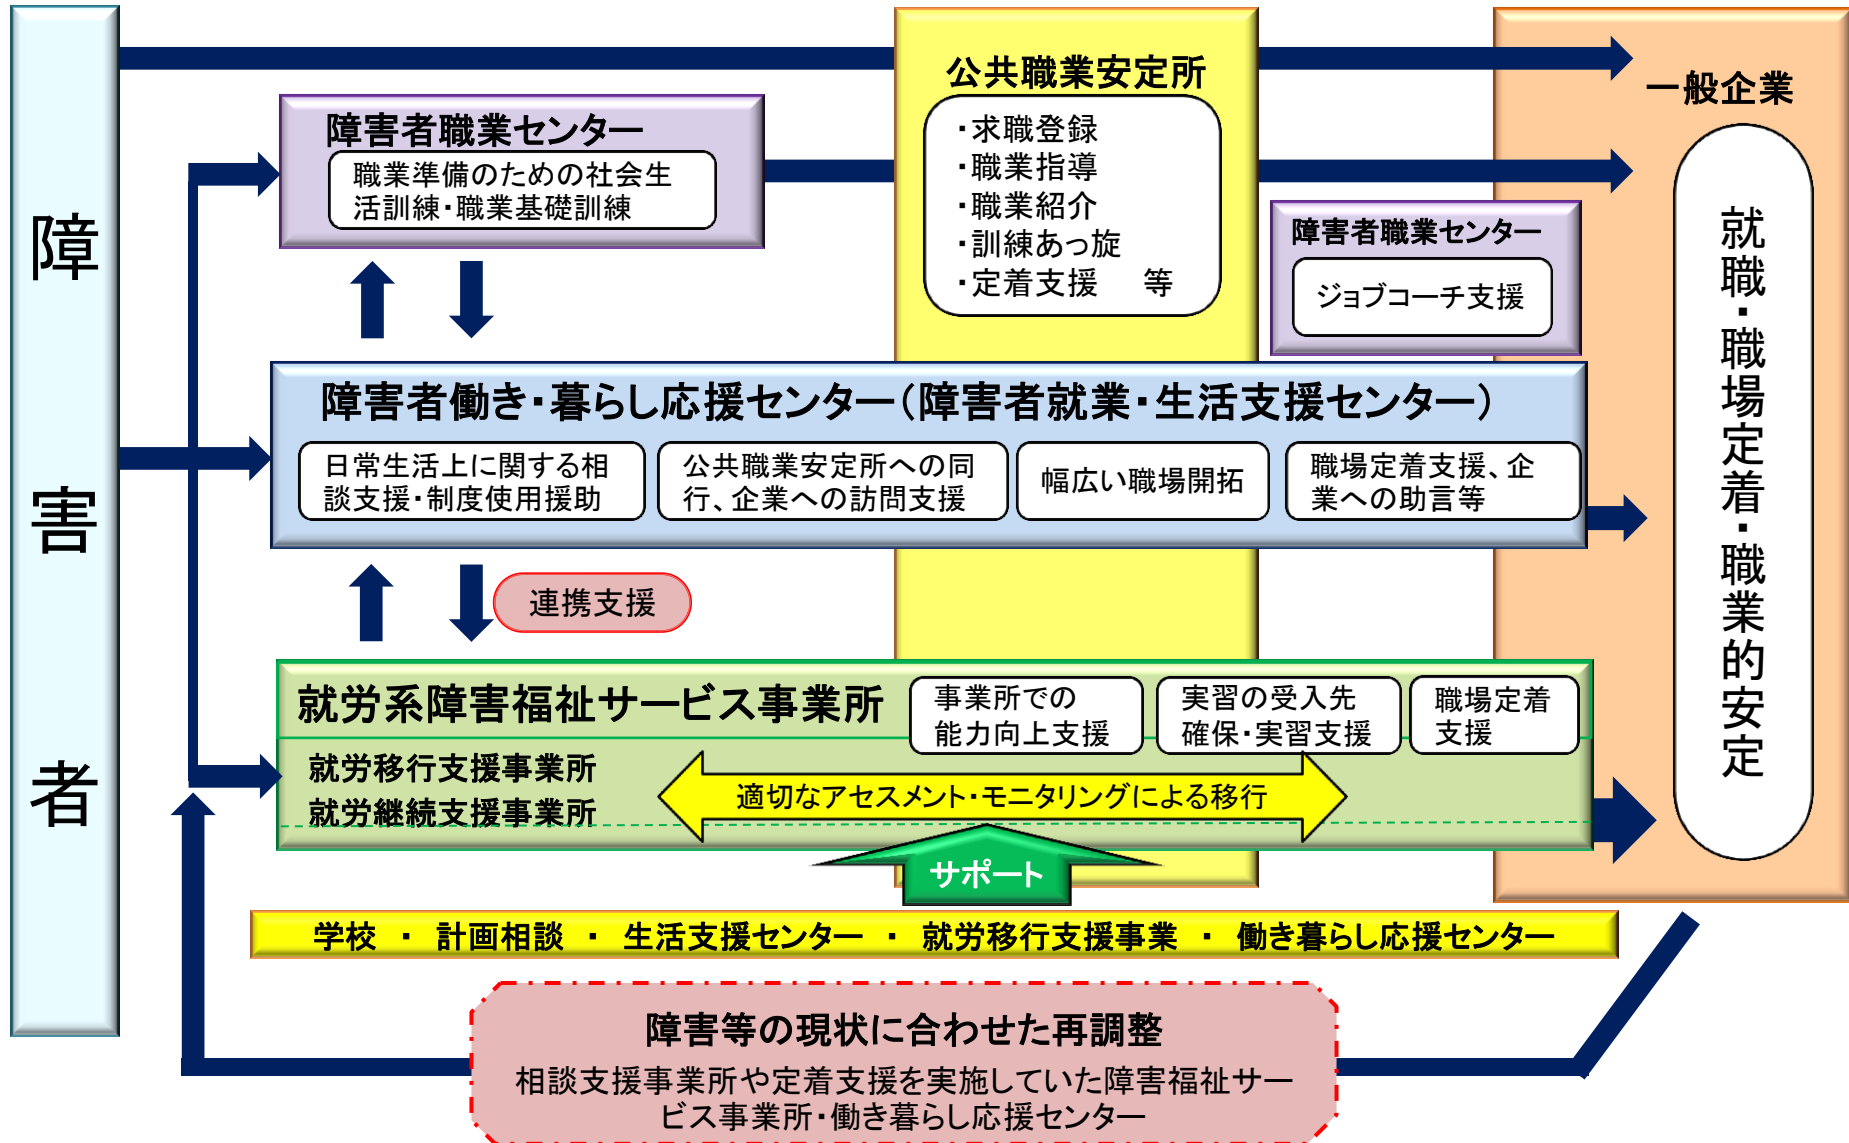 障害者
公共職業安定所
・求職登録
・職業指導
・職業紹介
・訓練あっ旋
・定着支援　等
一般企業
就職・職場定着・職業的安定
障害者職業センター
職業準備のための社会生
活訓練・職業基礎訓練
障害者職業センター
ジョブコーチ支援
障害者働き・暮らし応援センター（障害者就業・生活支援センター）
日常生活上に関する相
談支援・制度使用援助
公共職業安定所への同
行、企業への訪問支援
幅広い職場開拓
職場定着支援、企
業への助言等
連携支援
就労系障害福祉サービス事業所
事業所での
能力向上支援
実習の受入先
確保・実習支援
職場定着
支援
就労移行支援事業所
就労継続支援事業所
適切なアセスメント・モニタリングによる移行
サポート
学校　・　計画相談　・　生活支援センター　・　就労移行支援事業　・　働き暮らし応援センター
障害等の現状に合わせた再調整
相談支援事業所や定着支援を実施していた障害福祉サー
ビス事業所・働き暮らし応援センター